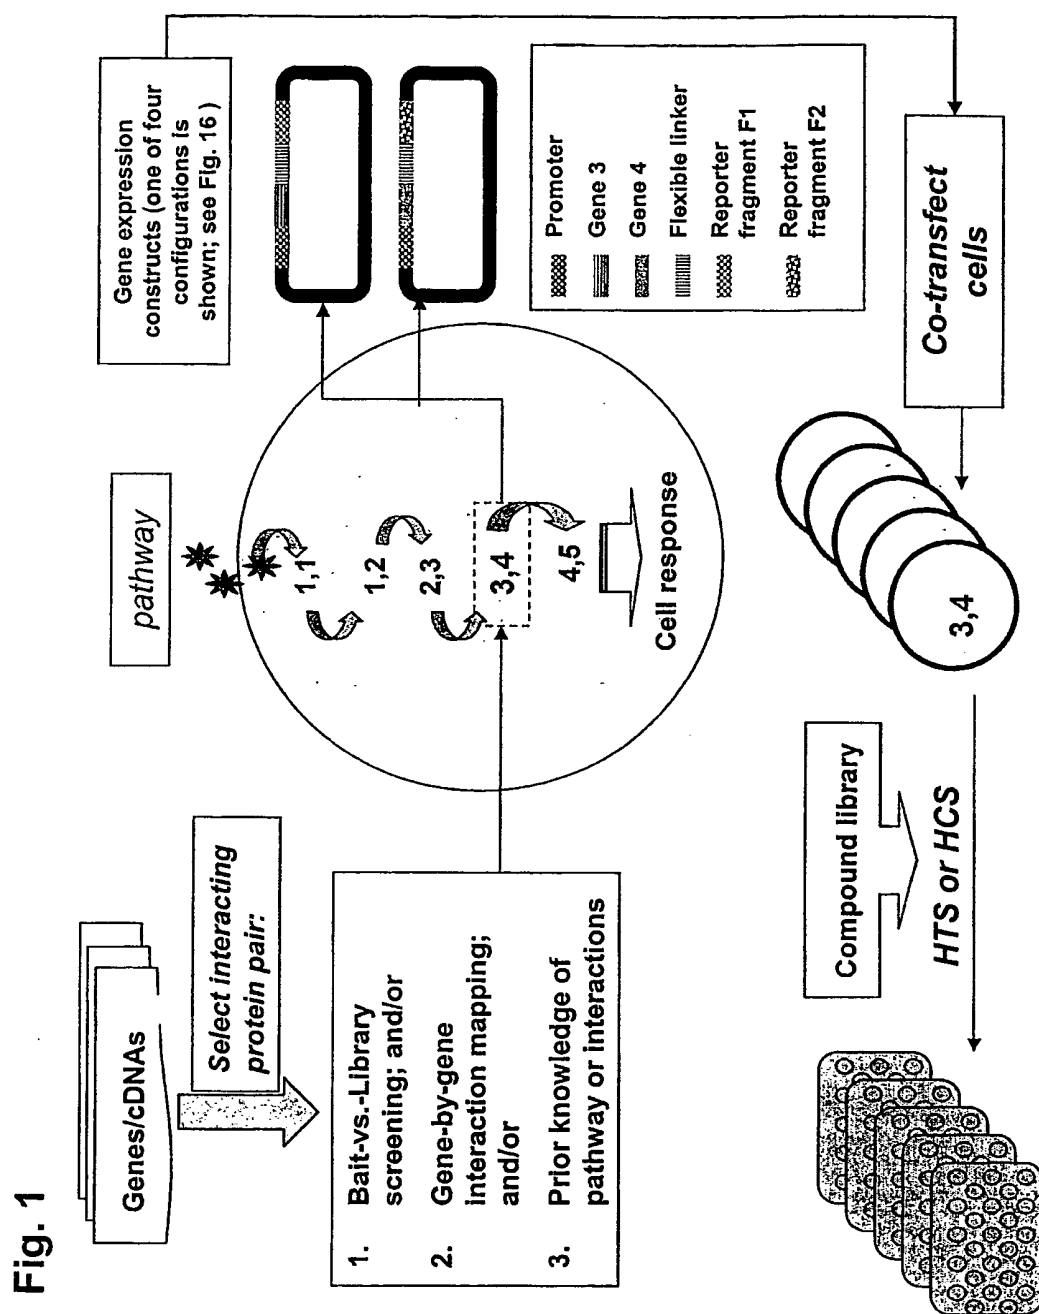 Fig. 1
Genes/cDNAs
Select interacting
protein pair:
1. Bait-vs.-Library
screening; and/or
2. Gene-by-gene
interaction mapping;
and/or
3. Prior knowledge of
pathway or interactions
pathway
1,1
1,2
2,3
3,4
4,5
Cell response
Gene expression
constructs (one of four
configurations is
shown; see Fig. 16 )
Promoter
Gene 3
Gene 4
Flexible linker
Reporter
fragment F1
Reporter
fragment F2
Co-transfect
cells
3,4
Compound library
HTS or HCS